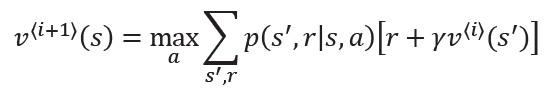 v⟨i+1⟩(s) = max_a ∑_{s′,r} p(s′, r|s, a)[r + γv⟨i⟩(s′)]